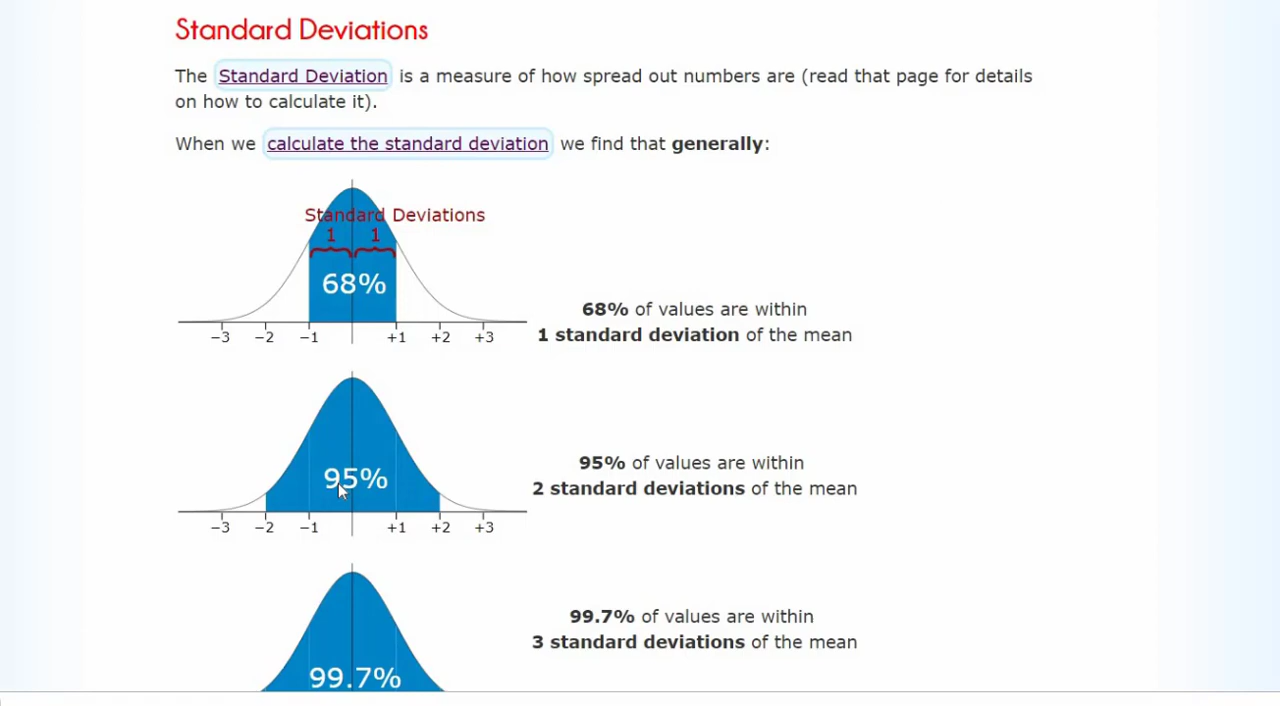 Standard Deviations
The Standard Deviation is a measure of how spread out numbers are (read that page for details
on how to calculate it).
When we calculate the standard deviation we find that generally:
Standard Deviations
1 1
68%
−3 −2 −1 +1 +2 +3
68% of values are within
1 standard deviation of the mean
95%
−3 −2 −1 +1 +2 +3
95% of values are within
2 standard deviations of the mean
99.7%
99.7% of values are within
3 standard deviations of the mean